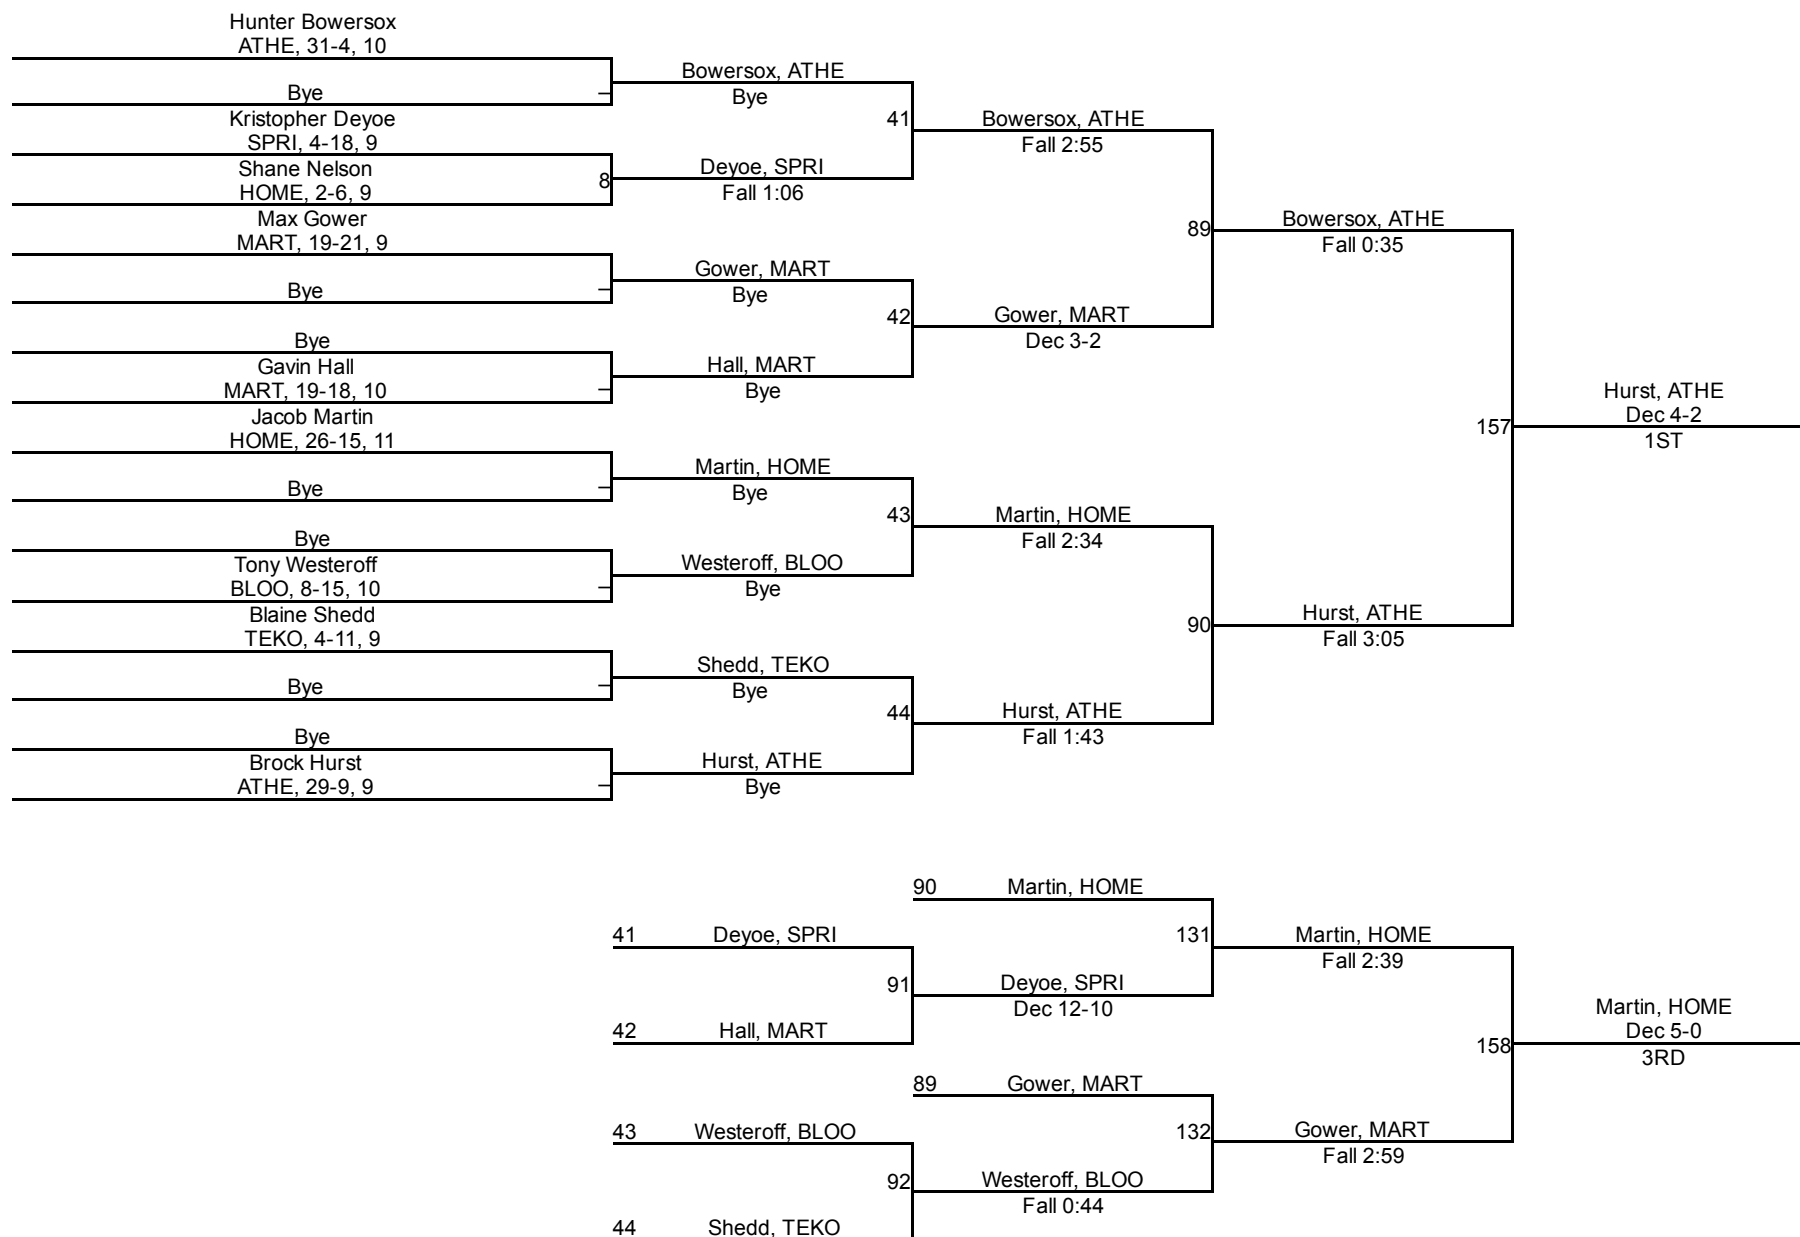 Hunter Bowersox
ATHE, 31-4, 10
Bye
Kristopher Deyoe
SPRI, 4-18, 9
Shane Nelson
HOME, 2-6, 9
Max Gower
MART, 19-21, 9
Bye
Bye
Gavin Hall
MART, 19-18, 10
Jacob Martin
HOME, 26-15, 11
Bye
Bye
Tony Westeroff
BLOO, 8-15, 10
Blaine Shedd
TEKO, 4-11, 9
Bye
Bye
Brock Hurst
ATHE, 29-9, 9
Bowersox, ATHE
Bye
8
Deyoe, SPRI
Fall 1:06
Gower, MART
Bye
Hall, MART
Bye
Martin, HOME
Bye
Westeroff, BLOO
Bye
Shedd, TEKO
Bye
Hurst, ATHE
Bye
41
Bowersox, ATHE
Fall 2:55
42
Gower, MART
Dec 3-2
43
Martin, HOME
Fall 2:34
44
Hurst, ATHE
Fall 1:43
89
Bowersox, ATHE
Fall 0:35
90
Hurst, ATHE
Fall 3:05
157
Hurst, ATHE
Dec 4-2
1ST
41 Deyoe, SPRI
42 Hall, MART
43 Westeroff, BLOO
44 Shedd, TEKO
90 Martin, HOME
91
Deyoe, SPRI
Dec 12-10
89 Gower, MART
92
Westeroff, BLOO
Fall 0:44
131
Martin, HOME
Fall 2:39
132
Gower, MART
Fall 2:59
158
Martin, HOME
Dec 5-0
3RD